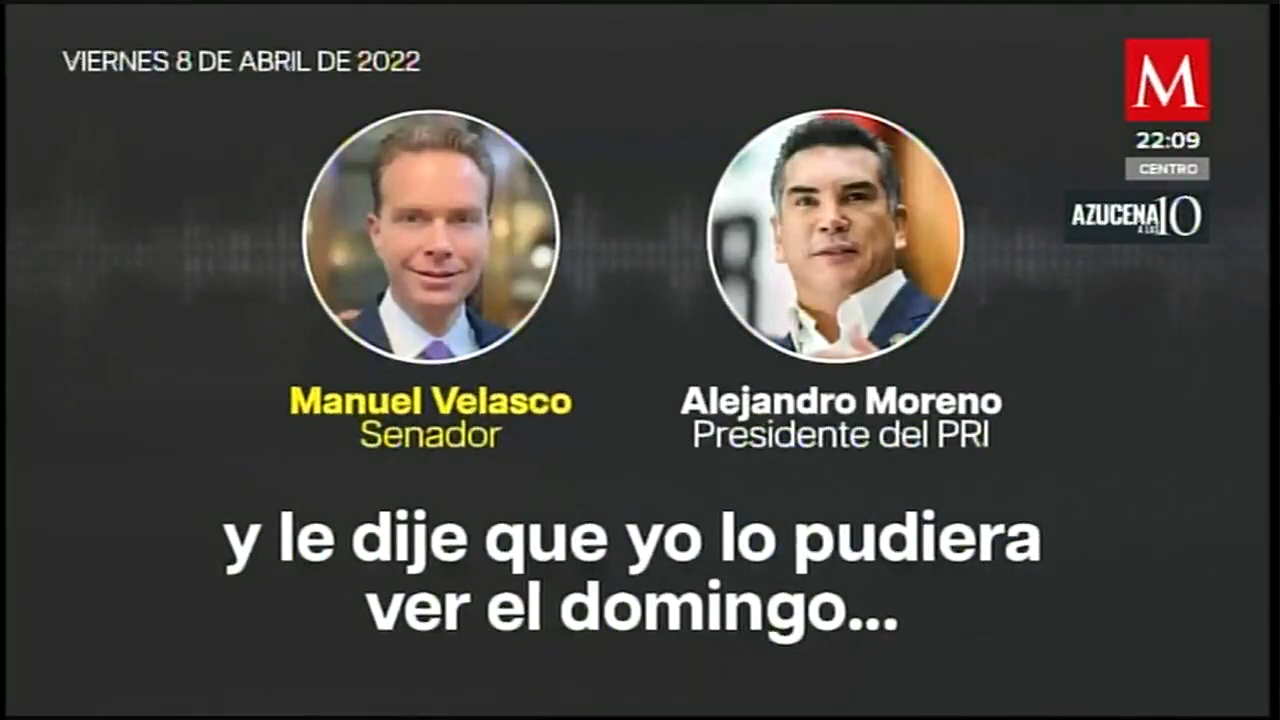 VIERNES 8 DE ABRIL DE 2022
M
22:09
CENTRO
AZUCENA A LAS 10
Manuel Velasco
Senador
Alejandro Moreno
Presidente del PRI
y le dije que yo lo pudiera
ver el domingo...